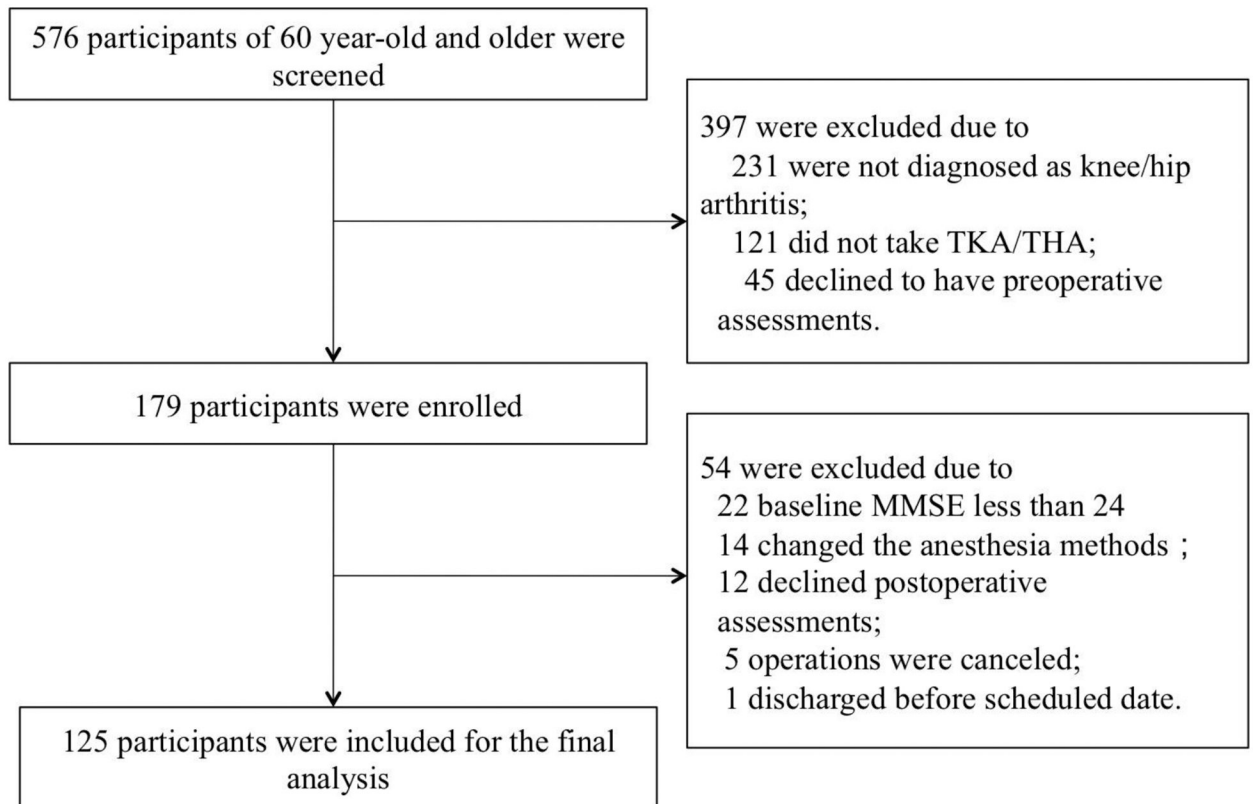 576 participants of 60 year-old and older were
screened
397 were excluded due to
231 were not diagnosed as knee/hip
arthritis;
121 did not take TKA/THA;
45 declined to have preoperative
assessments.
179 participants were enrolled
54 were excluded due to
22 baseline MMSE less than 24
14 changed the anesthesia methods ;
12 declined postoperative
assessments;
5 operations were canceled;
1 discharged before scheduled date.
125 participants were included for the final
analysis